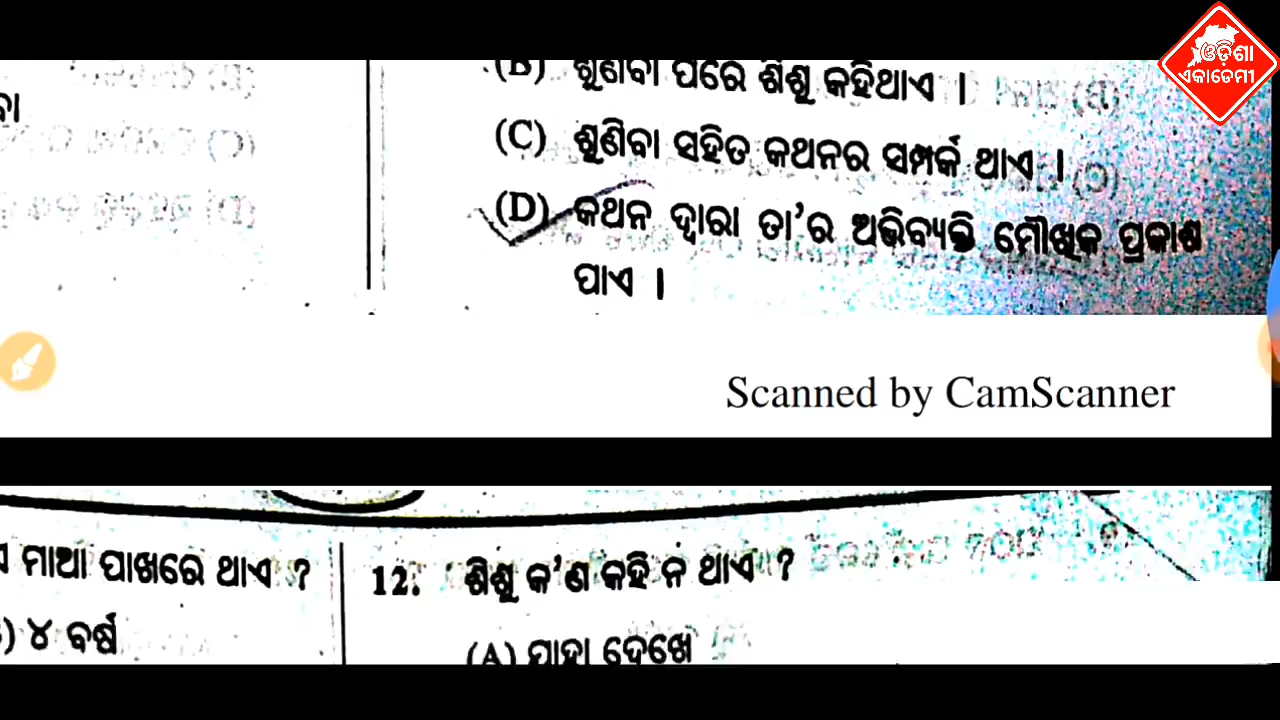 ଓଡ଼ିଶା
ଏକାଡେମୀ
(B) ଶୁଣିବା ପରେ ଶିଶୁ କହିଥାଏ ।
(C) ଶୁଣିବା ସହିତ କଥନର ସମ୍ପର୍କ ଥାଏ ।
(D) କଥନ ଦ୍ୱାରା ତା'ର ଅଭିବ୍ୟକ୍ତି ମୌଖିକ ପ୍ରକାଶ
ପାଏ ।
Scanned by CamScanner
ମାଆ ପାଖରେ ଥାଏ ?
୪ ବର୍ଷ
12. ଶିଶୁ କ'ଣ କହି ନ ଥାଏ ?
(A) ଯାହା ଦେଖେ